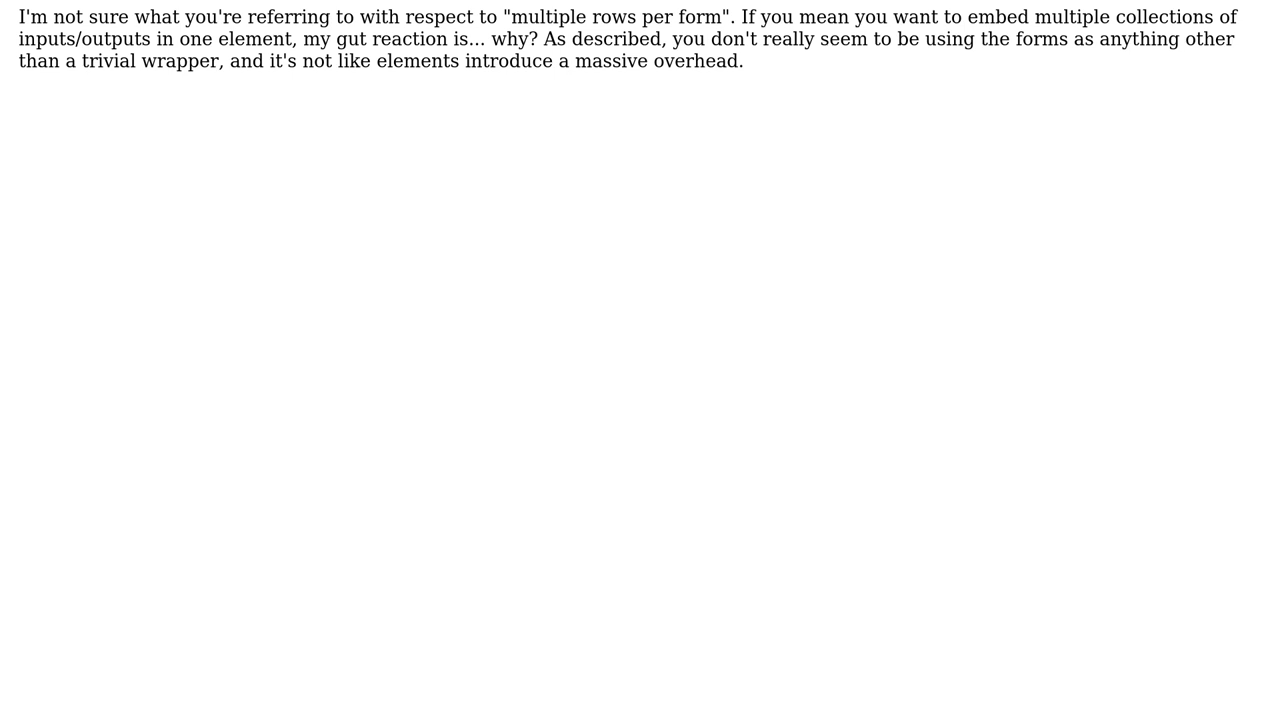 I'm not sure what you're referring to with respect to "multiple rows per form". If you mean you want to embed multiple collections of
inputs/outputs in one element, my gut reaction is... why? As described, you don't really seem to be using the forms as anything other
than a trivial wrapper, and it's not like elements introduce a massive overhead.